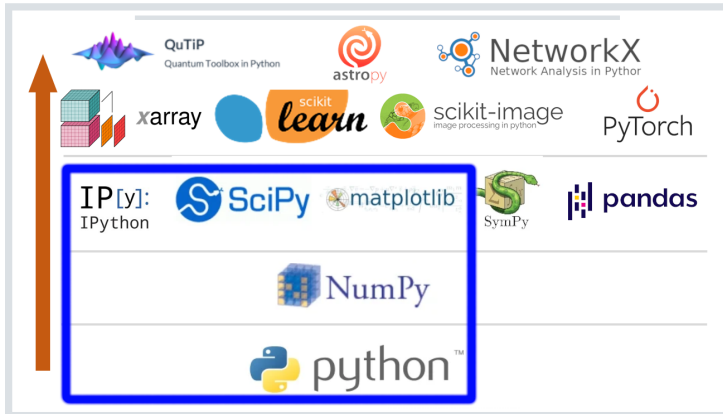 QuTiP
Quantum Toolbox in Python
astropy
NetworkX
Network Analysis in Python
xarray
scikit
learn
scikit-image
image processing in python
PyTorch
IP[y]:
IPython
SciPy
matplotlib
SymPy
pandas
NumPy
python™